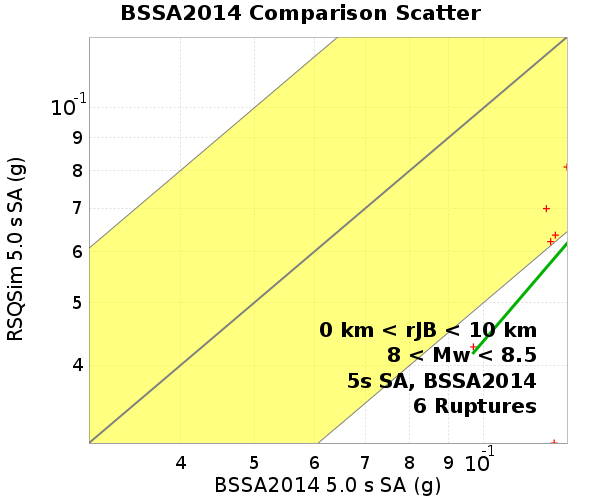 BSSA2014 Comparison Scatter
RSQSim 5.0 s SA (g)
10-1
9
8
7
6
5
4
0 km < rJB < 10 km
8 < Mw < 8.5
5s SA, BSSA2014
6 Ruptures
4 5 6 7 8 9 10-1
BSSA2014 5.0 s SA (g)